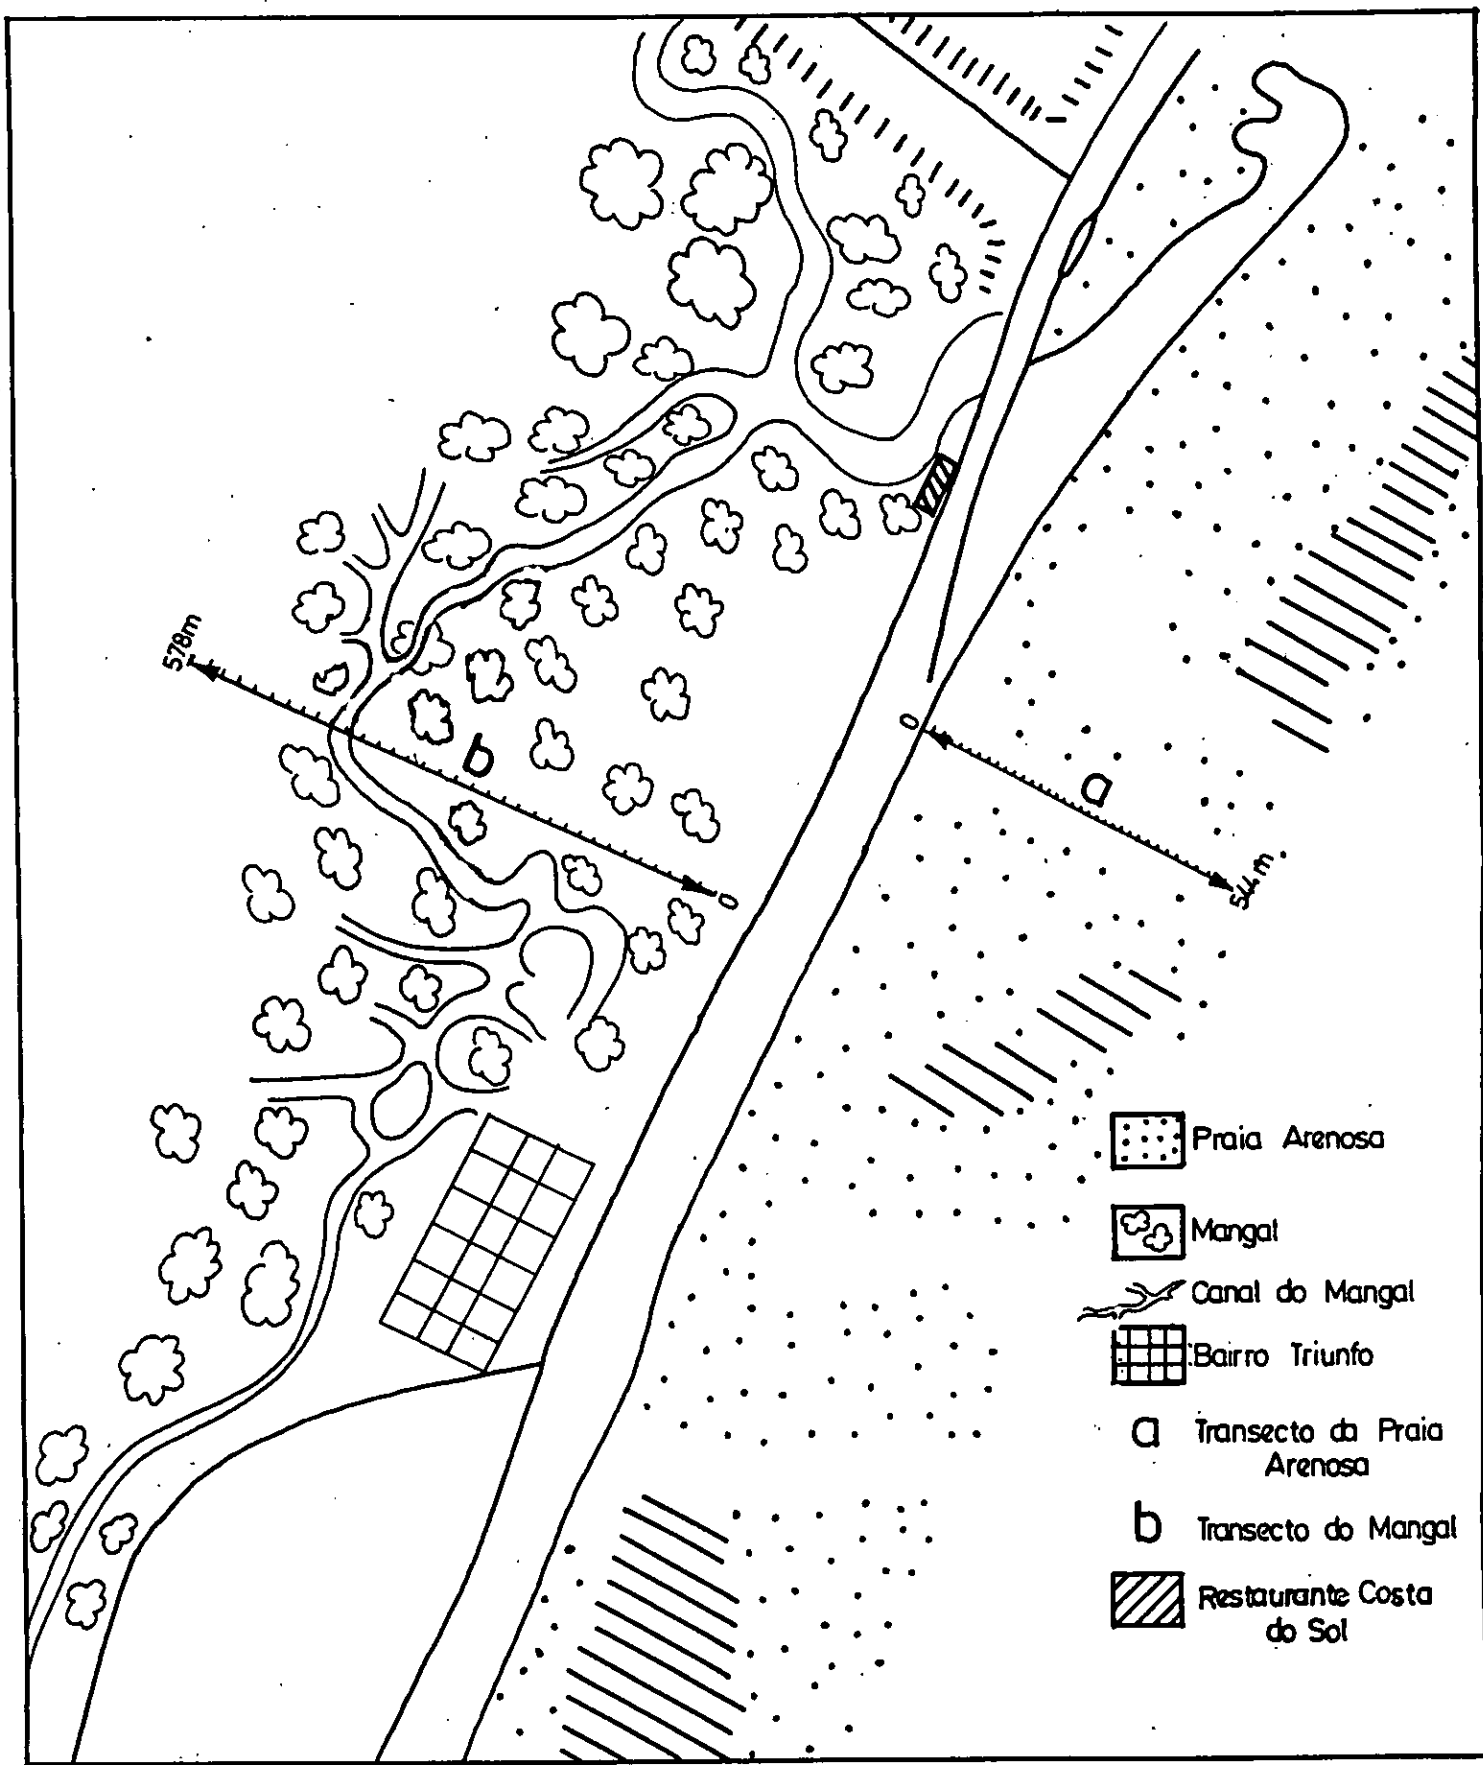 578m
b
0
0
a
544m
Praia Arenosa
Mangal
Canal do Mangal
Bairro Triunfo
a Transecto da Praia
Arenosa
b Transecto do Mangal
Restaurante Costa
do Sol